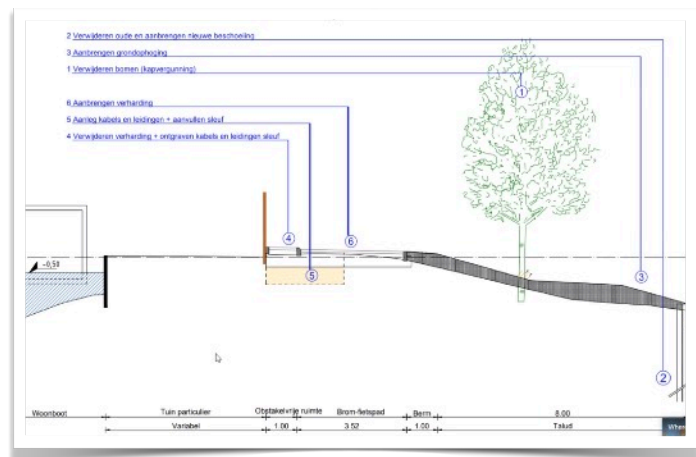 2 Verwijderen oude en aanbrengen nieuwe beschoeiing
3 Aanbrengen grondophoging
1 Verwijderen bomen (kapvergunning)
1
6 Aanbrengen verharding
5 Aanleg kabels en leidingen + aanvullen sleuf
4 Verwijderen verharding + ontgraven kabels en leidingen sleuf
4
6
-0,50
5
3
2
Woonboot Tuin particulier Obstakelvrije ruimte Brom-fietspad Berm 8.00
Variabel 1.00 3.52 1.00 Talud